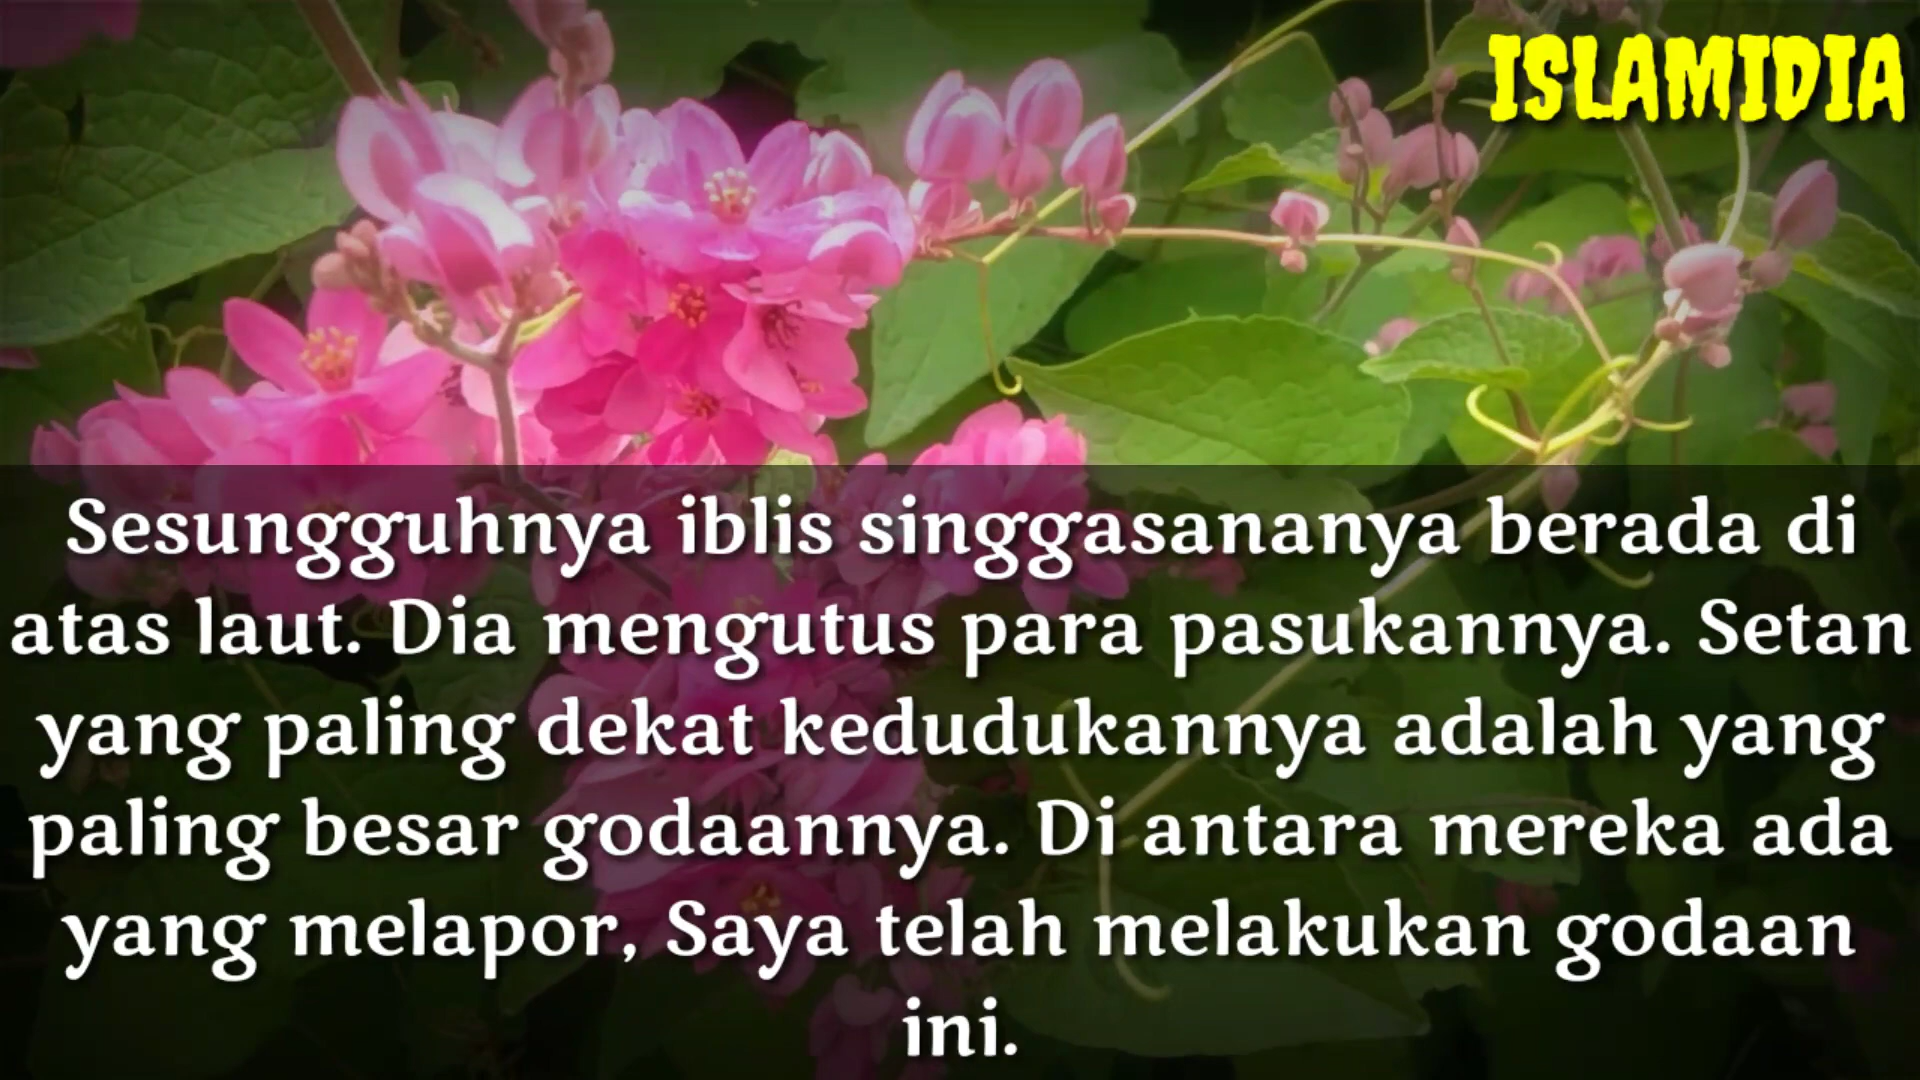 ISLAMIDIA
Sesungguhnya iblis singgasananya berada di
atas laut. Dia mengutus para pasukannya. Setan
yang paling dekat kedudukannya adalah yang
paling besar godaannya. Di antara mereka ada
yang melapor, Saya telah melakukan godaan
ini.